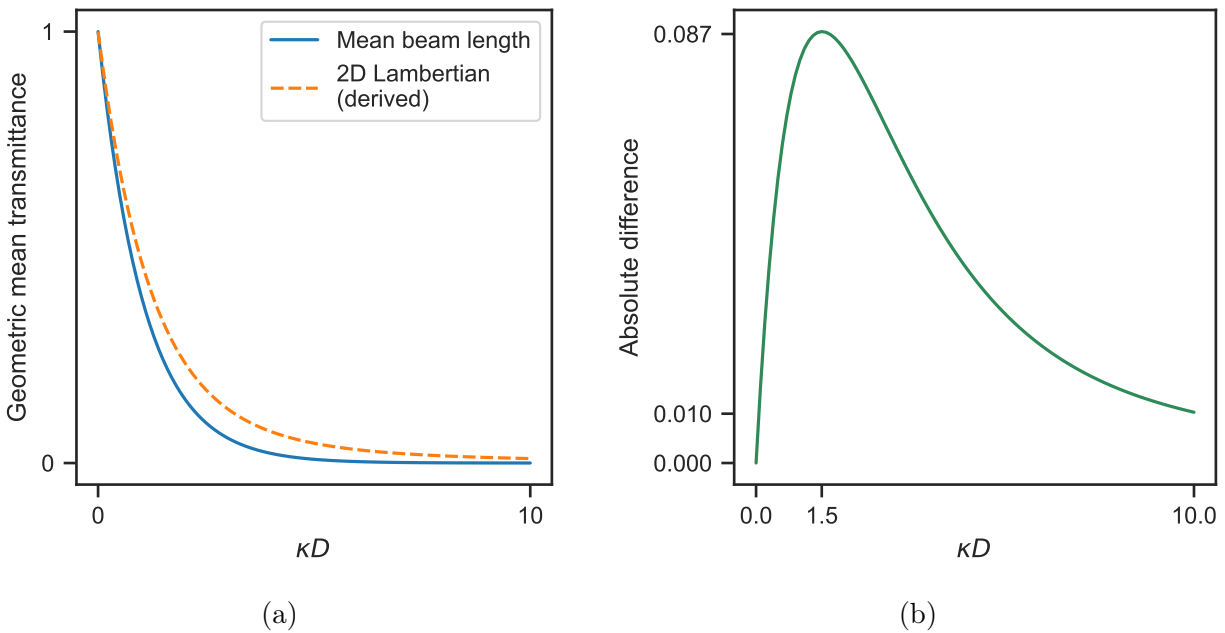 Geometric mean transmittance
1
0
Mean beam length
2D Lambertian
(derived)
0
10
κD
(a)
Absolute difference
0.087
0.010
0.000
0.0
1.5
10.0
κD
(b)